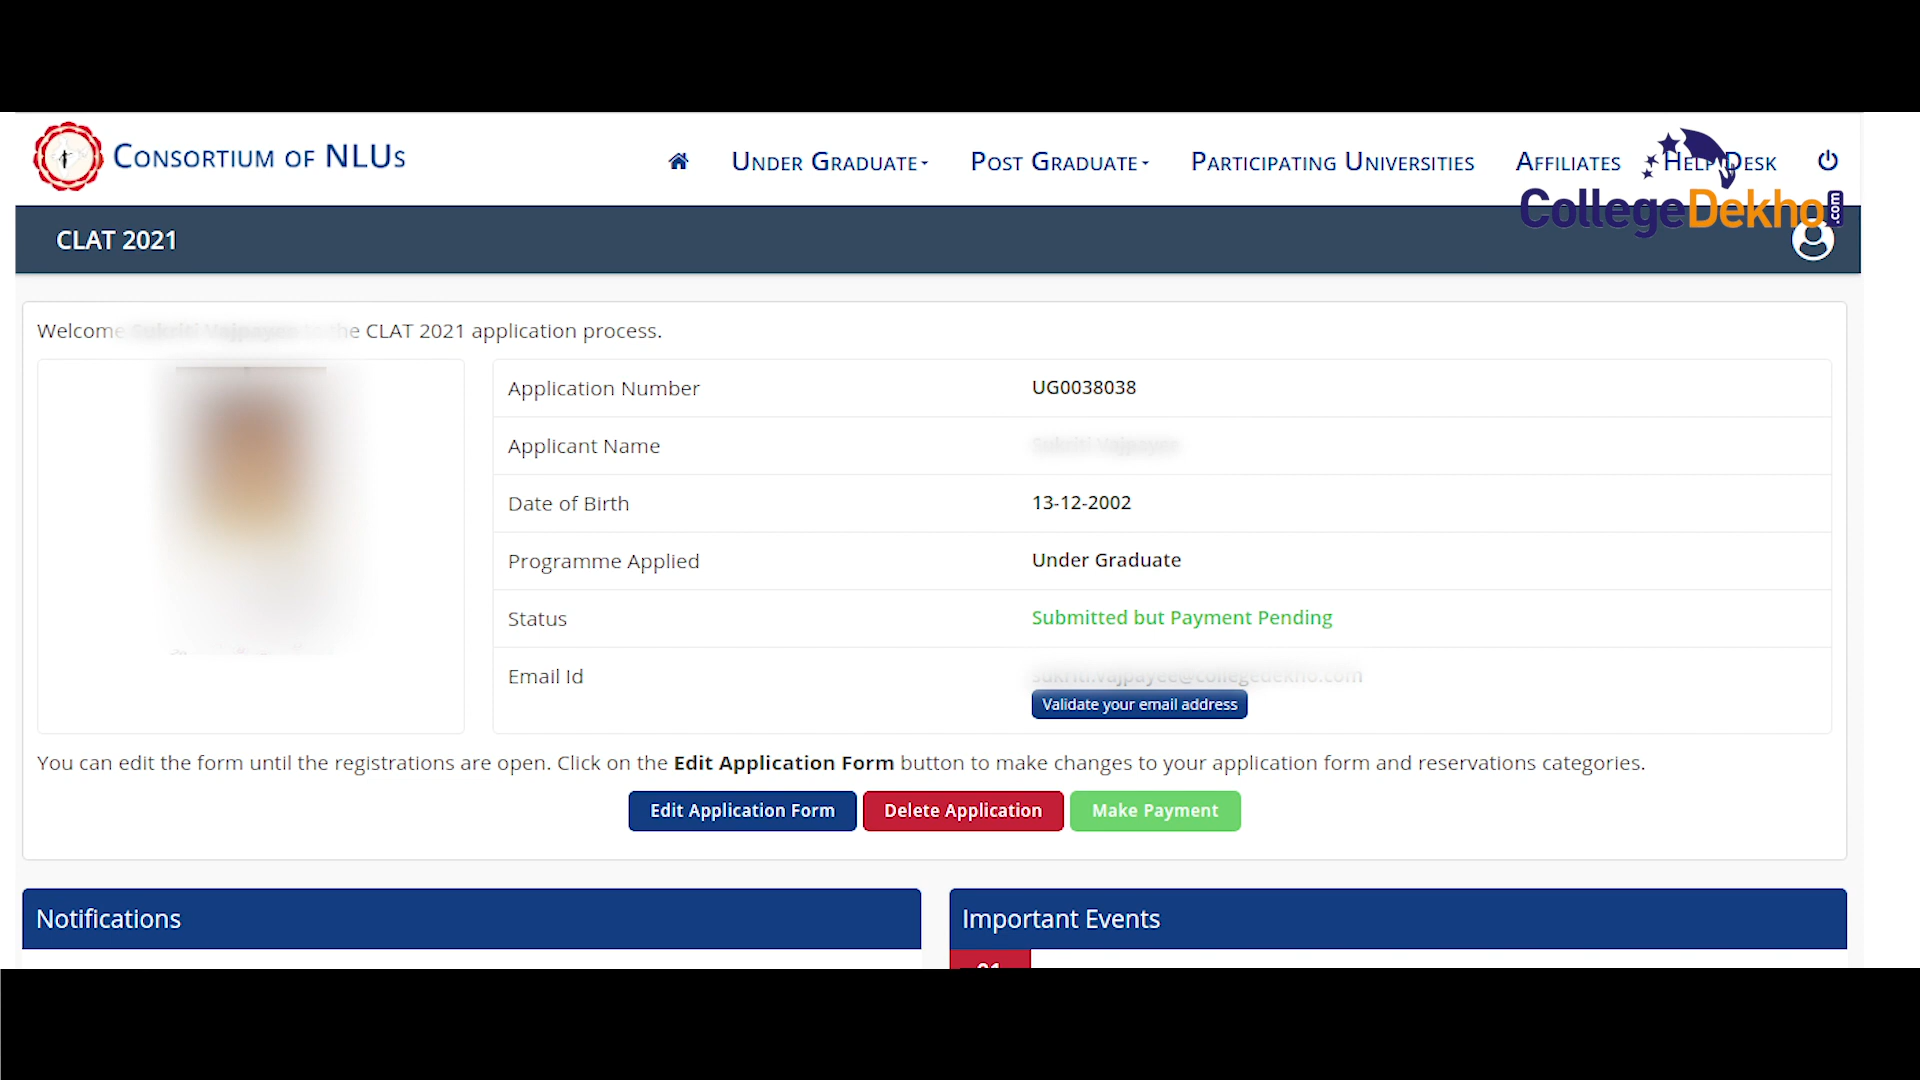 CONSORTIUM OF NLUS
UNDER GRADUATE
POST GRADUATE
PARTICIPATING UNIVERSITIES
AFFILIATES
HELP DESK
CollegeDekho.com
CLAT 2021
Welcome the CLAT 2021 application process.
Application Number UG0038038
Applicant Name
Date of Birth 13-12-2002
Programme Applied Under Graduate
Status Submitted but Payment Pending
Email Id
Validate your email address
You can edit the form until the registrations are open. Click on the Edit Application Form button to make changes to your application form and reservations categories.
Edit Application Form
Delete Application
Make Payment
Notifications
Important Events